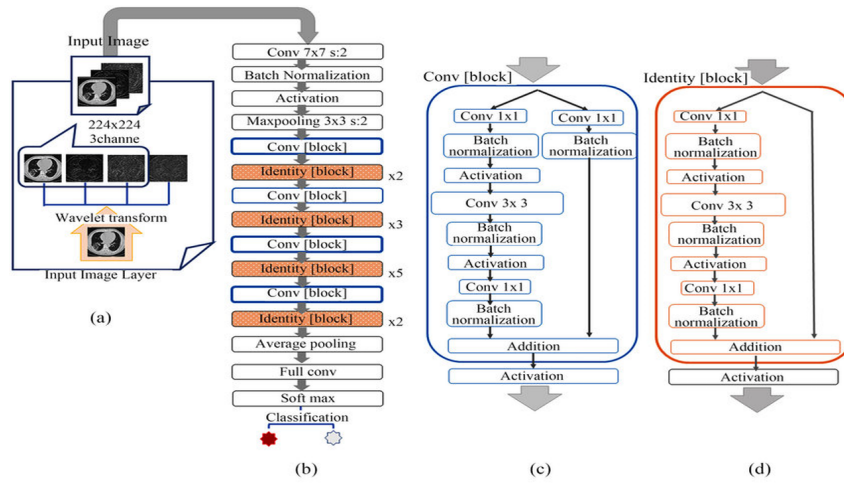 Input Image
224x224
3channe
Wavelet transform
Input Image Layer
(a)
Conv 7x7 s:2
Batch Normalization
Activation
Maxpooling 3x3 s:2
Conv [block]
Identity [block]
x2
Conv [block]
Identity [block]
x3
Conv [block]
Identity [block]
x5
Conv [block]
Identity [block]
x2
Average pooling
Full conv
Soft max
Classification
(b)
Conv [block]
Conv 1x1
Conv 1x1
Batch
normalization
Batch
normalization
Activation
Conv 3x 3
Batch
normalization
Activation
Conv 1x1
Batch
normalization
Addition
Activation
(c)
Identity [block]
Conv 1x1
Batch
normalization
Activation
Conv 3x 3
Batch
normalization
Activation
Conv 1x1
Batch
normalization
Addition
Activation
(d)